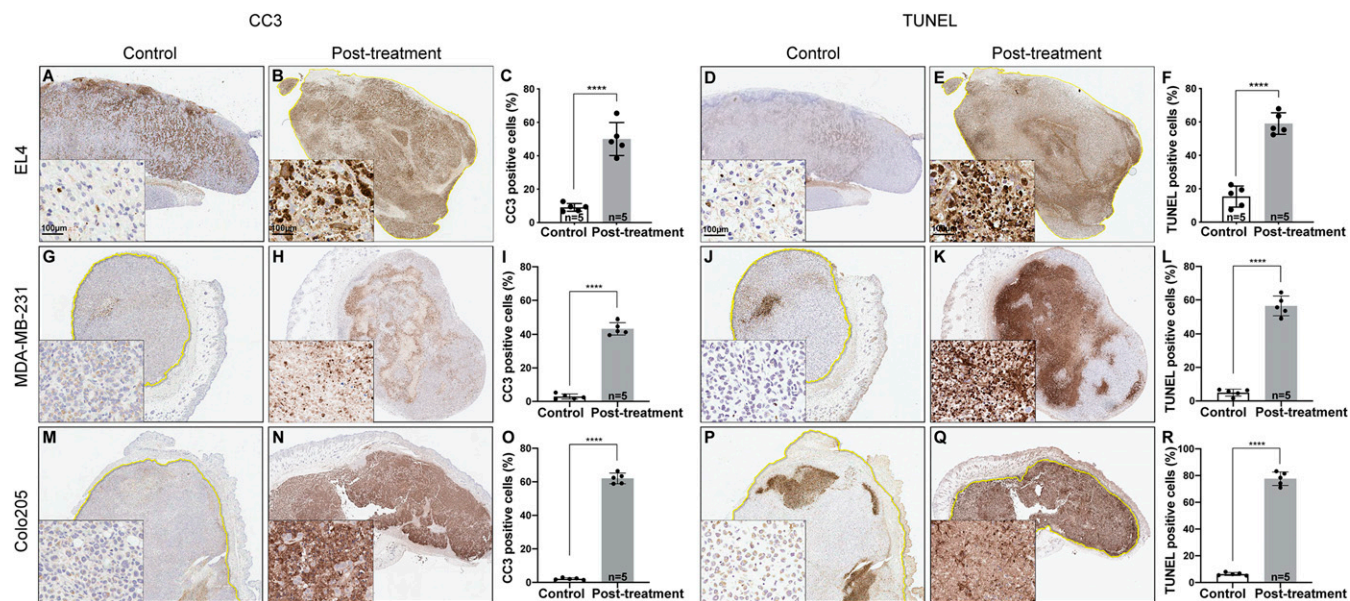 CC3 TUNEL
Control Post-treatment Control Post-treatment
EL4
A
100μm
B
100μm
C
CC3 positive cells (%)
80
60
40
20
0
****
n=5 n=5
Control Post-treatment
D
100μm
E
F
TUNEL positive cells (%)
80
60
40
20
0
****
n=5 n=5
Control Post-treatment
MDA-MB-231
G
H
I
CC3 positive cells (%)
80
60
40
20
0
****
n=5
Control Post-treatment
J
K
L
TUNEL positive cells (%)
80
60
40
20
0
****
n=5
Control Post-treatment
Colo205
M
N
O
CC3 positive cells (%)
80
60
40
20
0
****
n=5
Control Post-treatment
P
Q
R
TUNEL positive cells (%)
100
80
60
40
20
0
****
n=5
Control Post-treatment